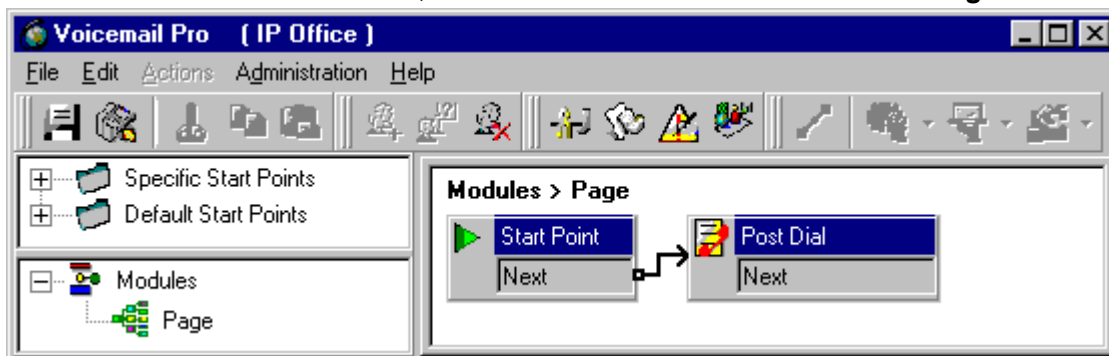 Voicemail Pro ( IP Office )
File Edit Actions Administration Help
Specific Start Points
Default Start Points
Modules
Page
Modules > Page
Start Point
Next
Post Dial
Next